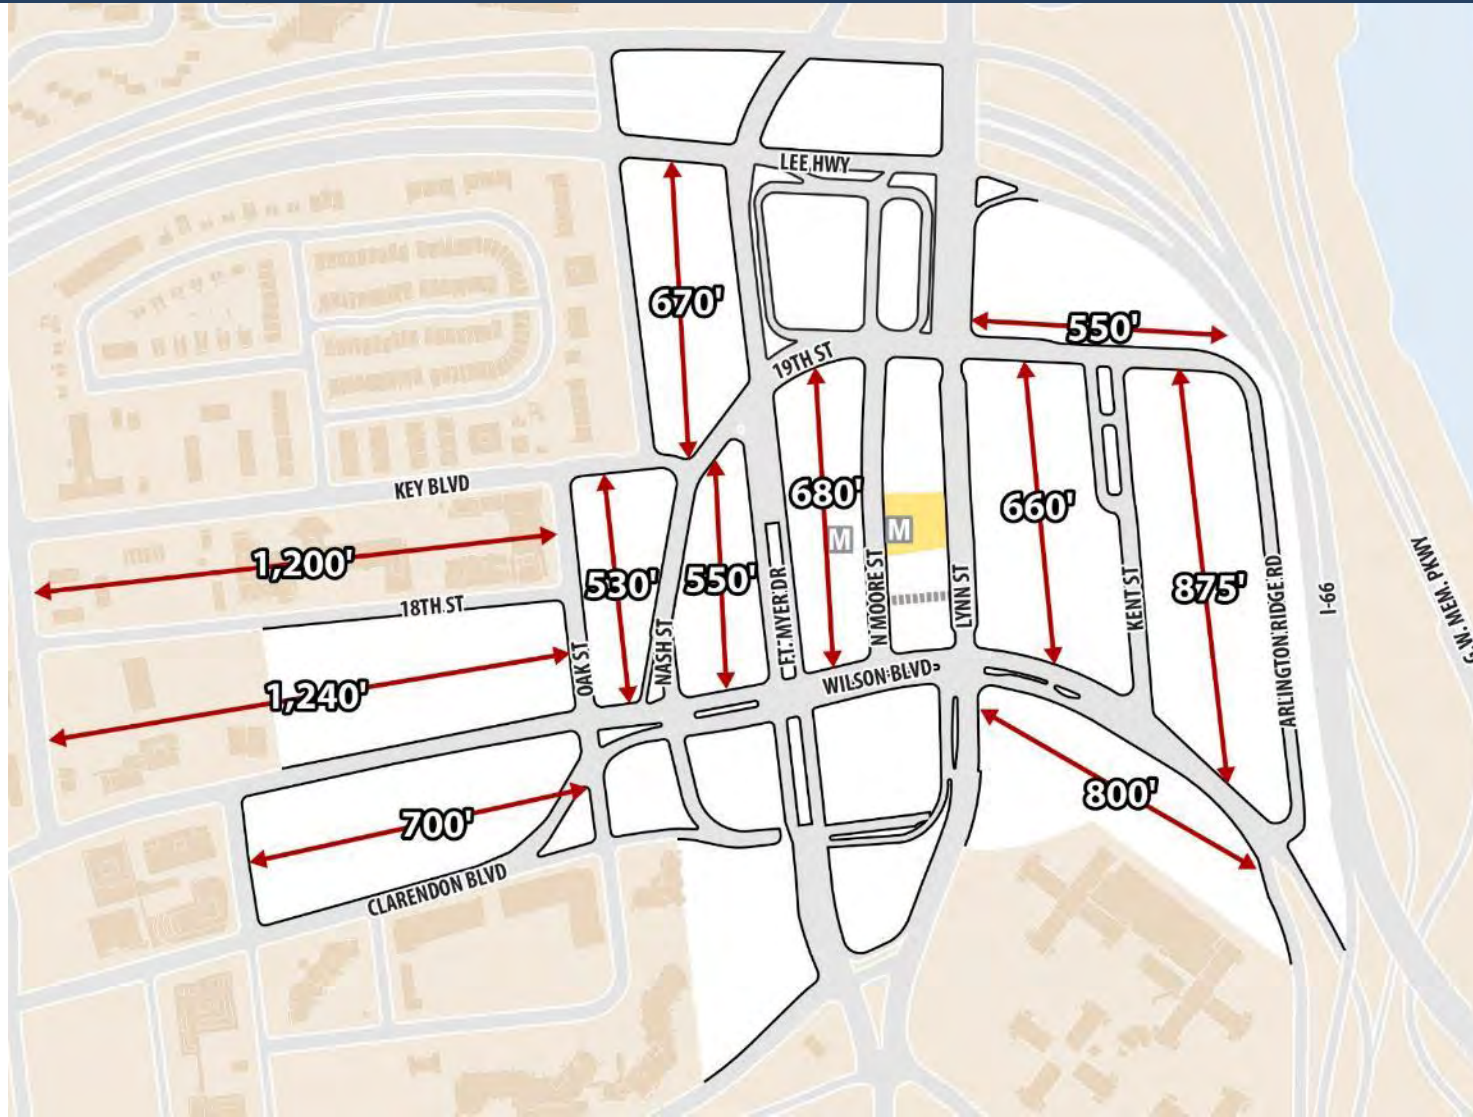 LEE HWY
670'
550'
19TH ST
KEY BLVD
680'
660'
M
M
1,200'
530'
550'
875'
18TH ST
OAK ST
NASH ST
FT. MYER DR.
N MOORE ST
LYNN ST
KENT ST
ARLINGTON RIDGE RD
I-66
G.W. MEM. PKWY
1,240'
WILSON BLVD
700'
800'
CLARENDON BLVD